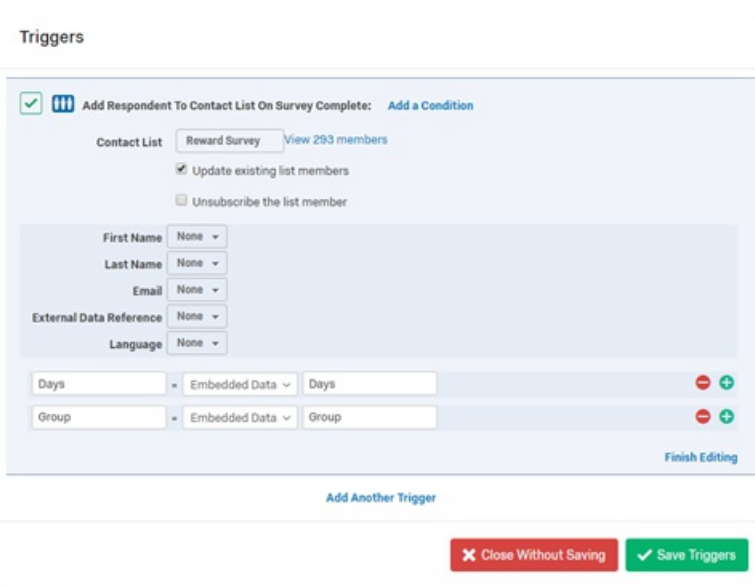 Triggers
Add Respondent To Contact List On Survey Complete: Add a Condition
Contact List Reward Survey View 293 members
Update existing list members
Unsubscribe the list member
First Name None
Last Name None
Email None
External Data Reference None
Language None
Days = Embedded Data Days
Group = Embedded Data Group
Finish Editing
Add Another Trigger
Close Without Saving Save Triggers